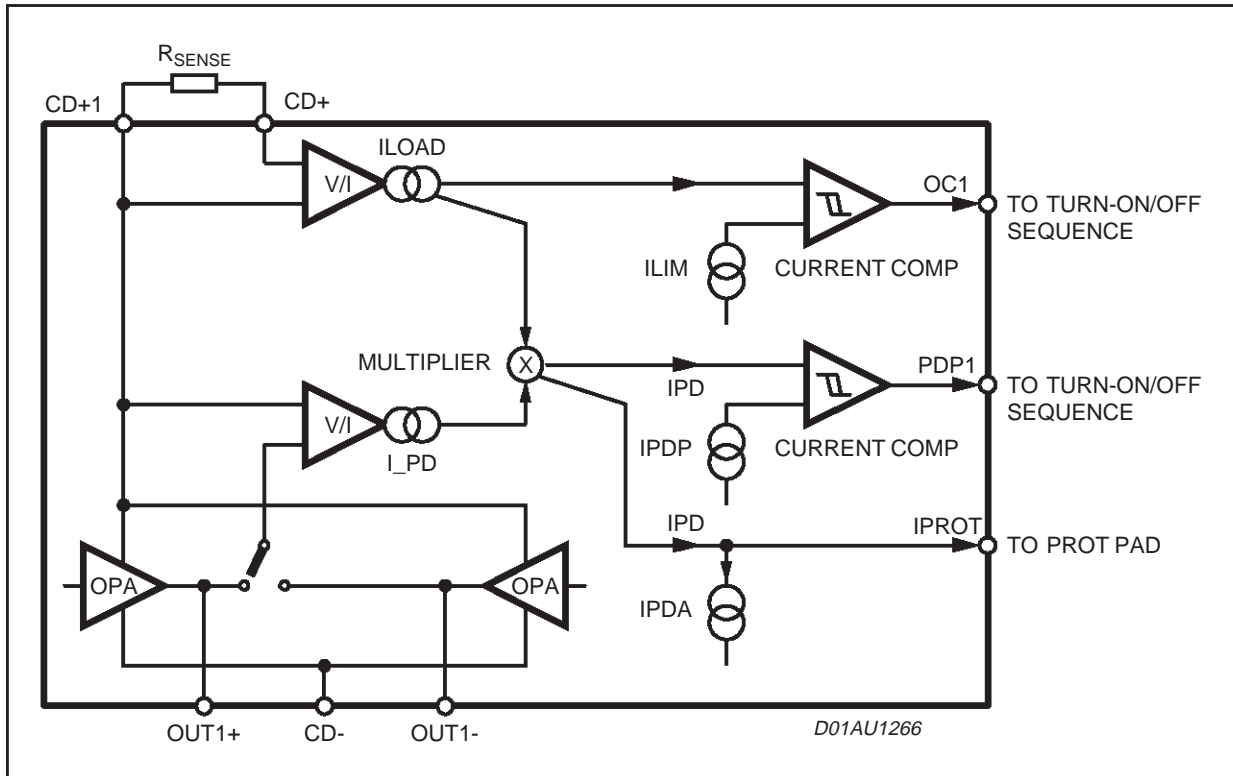 RSENSE
CD+1
CD+
ILOAD
V/I
OC1
TO TURN-ON/OFF
SEQUENCE
ILIM
CURRENT COMP
MULTIPLIER
X
IPD
PDP1
TO TURN-ON/OFF
SEQUENCE
V/I
I_PD
IPDP
CURRENT COMP
IPD
IPROT
TO PROT PAD
OPA
OPA
IPDA
OUT1+
CD-
OUT1-
D01AU1266